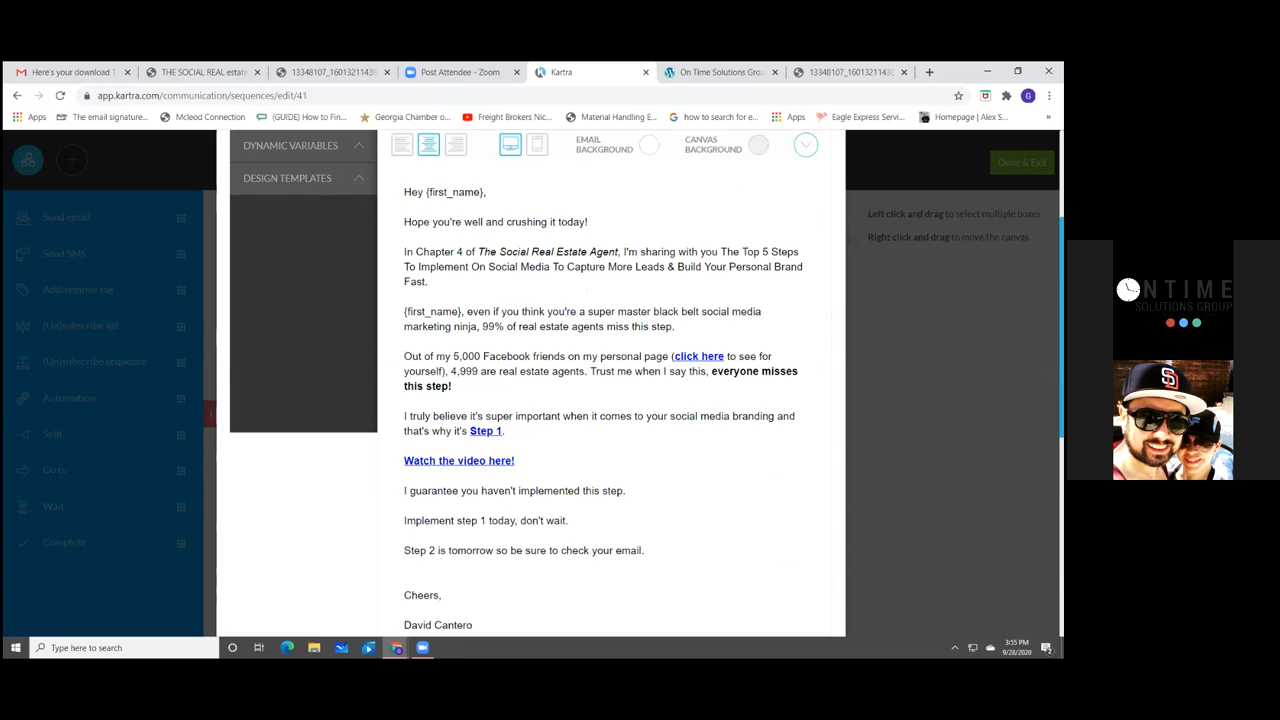 Here's your download
THE SOCIAL REAL estate
13348107_16013211438
Post Attendee - Zoom
Kartra
On Time Solutions Grou
13348107_16013211438
app.kartra.com/communication/sequences/edit/41
G
Apps
The email signature...
Mcleod Connection
(GUIDE) How to Fin...
Georgia Chamber o...
Freight Brokers Nic...
Material Handling E...
how to search for e...
Apps
Eagle Express Servi...
Homepage | Alex S...
»
DYNAMIC VARIABLES
DESIGN TEMPLATES
EMAIL
BACKGROUND
CANVAS
BACKGROUND
Done & Exit
Send email
Send SMS
Add/remove tag
(Un)subscribe list
(Un)subscribe sequence
Automation
Split
Go to
Wait
Complete
Left click and drag to select multiple boxes
Right click and drag to move the canvas
Hey {first_name},
Hope you're well and crushing it today!
In Chapter 4 of The Social Real Estate Agent, I'm sharing with you The Top 5 Steps
To Implement On Social Media To Capture More Leads & Build Your Personal Brand
Fast.
{first_name}, even if you think you're a super master black belt social media
marketing ninja, 99% of real estate agents miss this step.
Out of my 5,000 Facebook friends on my personal page (click here to see for
yourself), 4,999 are real estate agents. Trust me when I say this, everyone misses
this step!
I truly believe it's super important when it comes to your social media branding and
that's why it's Step 1.
Watch the video here!
I guarantee you haven't implemented this step.
Implement step 1 today, don't wait.
Step 2 is tomorrow so be sure to check your email.
Cheers,
David Cantero
Type here to search
3:55 PM
9/28/2020
ONTIME
SOLUTIONS GROUP
SD